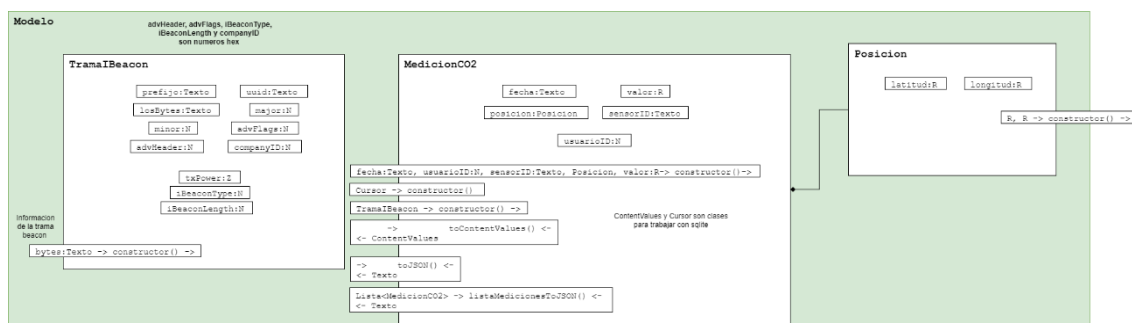 Modelo
advHeader, advFlags, iBeaconType,
iBeaconLength y companyID
son numeros hex
TramaIBeacon
prefijo:Texto
uuid:Texto
losBytes:Texto
major:N
minor:N
advFlags:N
advHeader:N
companyID:N
txPower:Z
iBeaconType:N
iBeaconLength:N
Informacion
de la trama
beacon
bytes:Texto -> constructor() ->
MedicionCO2
fecha:Texto
valor:R
posicion:Posicion
sensorID:Texto
usuarioID:N
fecha:Texto, usuarioID:N, sensorID:Texto, Posicion, valor:R-> constructor()->
Cursor -> constructor()
TramaIBeacon -> constructor() ->
-> toContentValues() <-
<- ContentValues
ContentValues y Cursor son clases
para trabajar con sqlite
-> toJSON() <-
<- Texto
Lista<MedicionCO2> -> listaMedicionesToJSON() <-
<- Texto
Posicion
latitud:R
longitud:R
R, R -> constructor() ->